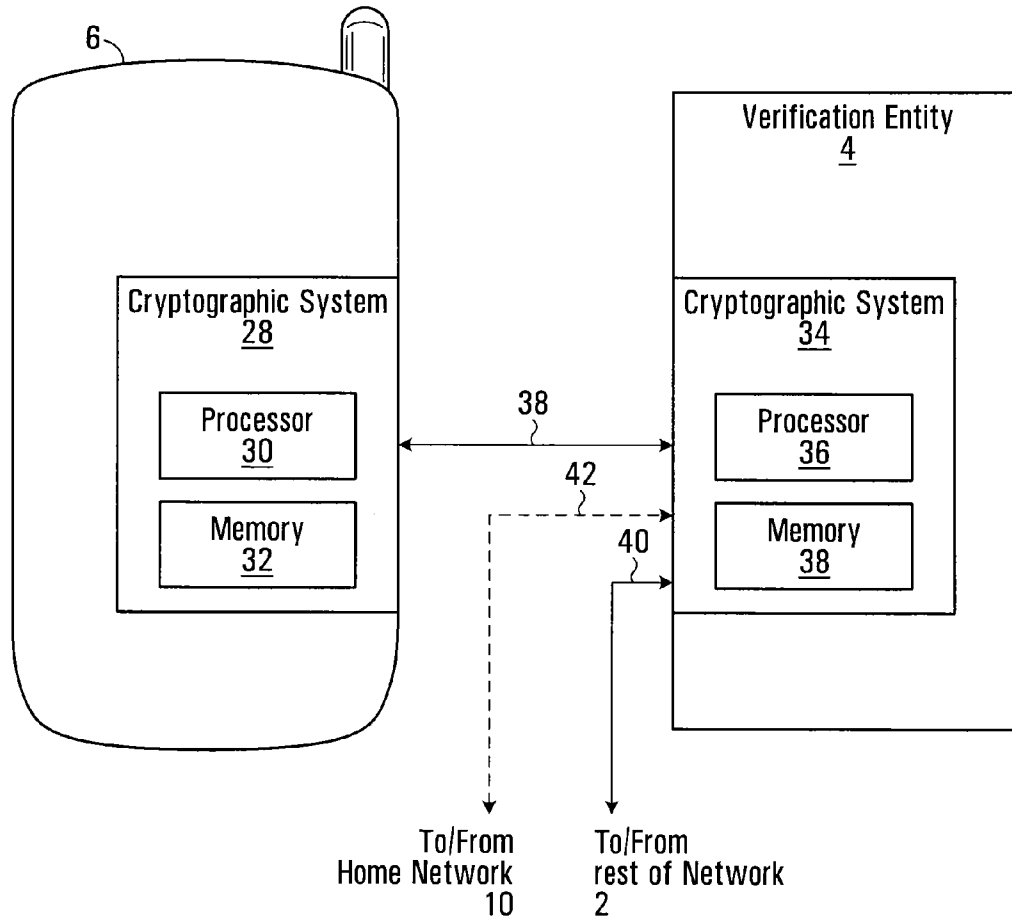 6
Verification Entity
4
Cryptographic System
28
Processor
30
Memory
32
Cryptographic System
34
Processor
36
Memory
38
38
42
40
To/From
Home Network
10
To/From
rest of Network
2